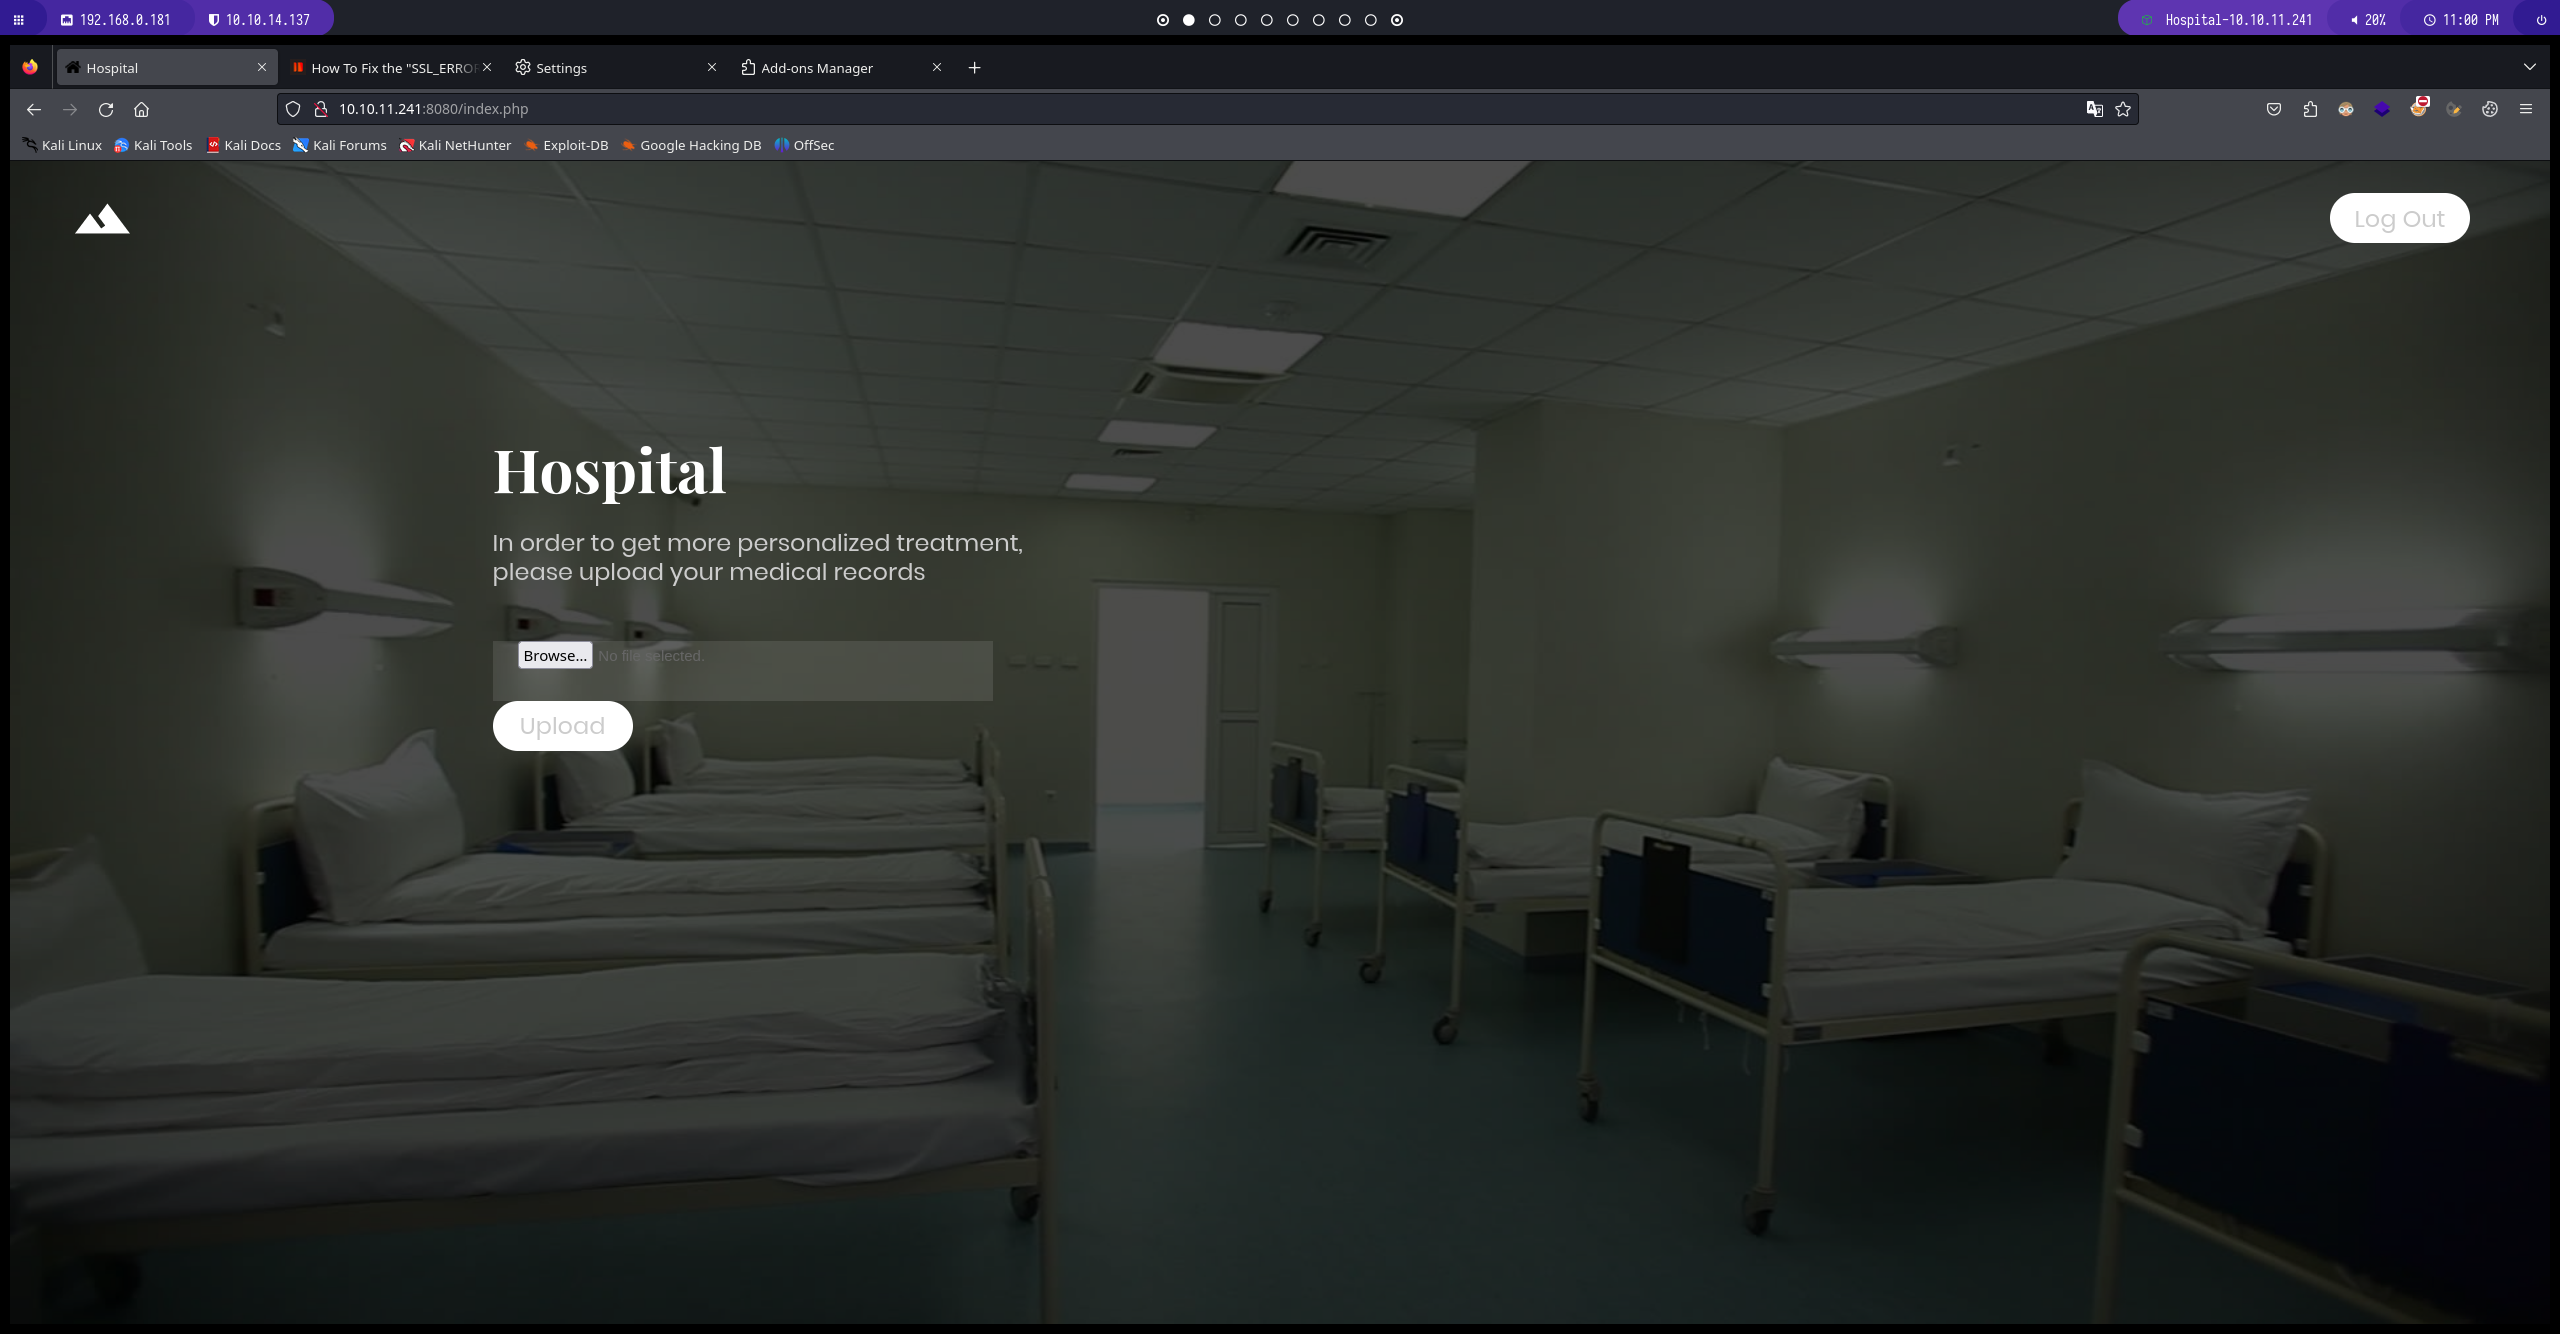 192.168.0.181 10.10.14.137 Hospital-10.10.11.241 20% 11:00 PM
Hospital How To Fix the "SSL_ERROR Settings Add-ons Manager
10.10.11.241:8080/index.php
Kali Linux Kali Tools Kali Docs Kali Forums Kali NetHunter Exploit-DB Google Hacking DB OffSec
Log Out
Hospital
In order to get more personalized treatment,
please upload your medical records
Browse... No file selected.
Upload